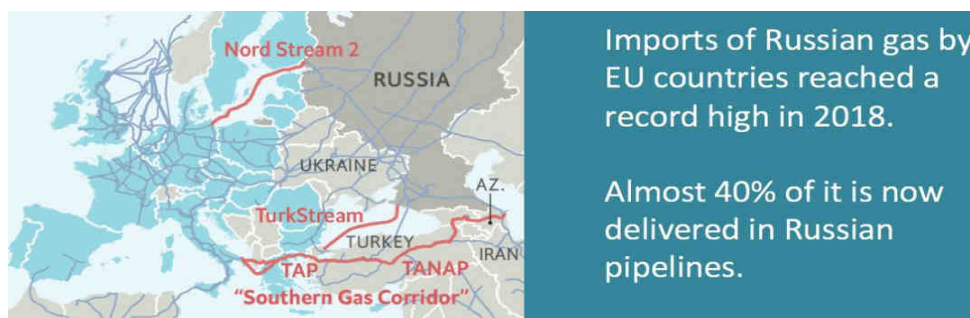 Nord Stream 2
RUSSIA
UKRAINE
AZ.
TurkStream
TURKEY
IRAN
TAP
TANAP
“Southern Gas Corridor”
Imports of Russian gas by
EU countries reached a
record high in 2018.
Almost 40% of it is now
delivered in Russian
pipelines.